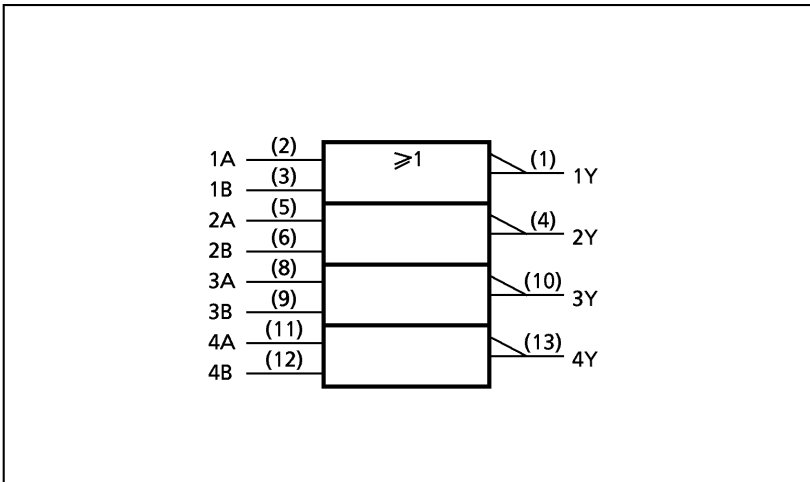 1A (2) ⩾1 (1) 1Y
1B (3)
2A (5) (4) 2Y
2B (6)
3A (8) (10) 3Y
3B (9)
4A (11) (13) 4Y
4B (12)